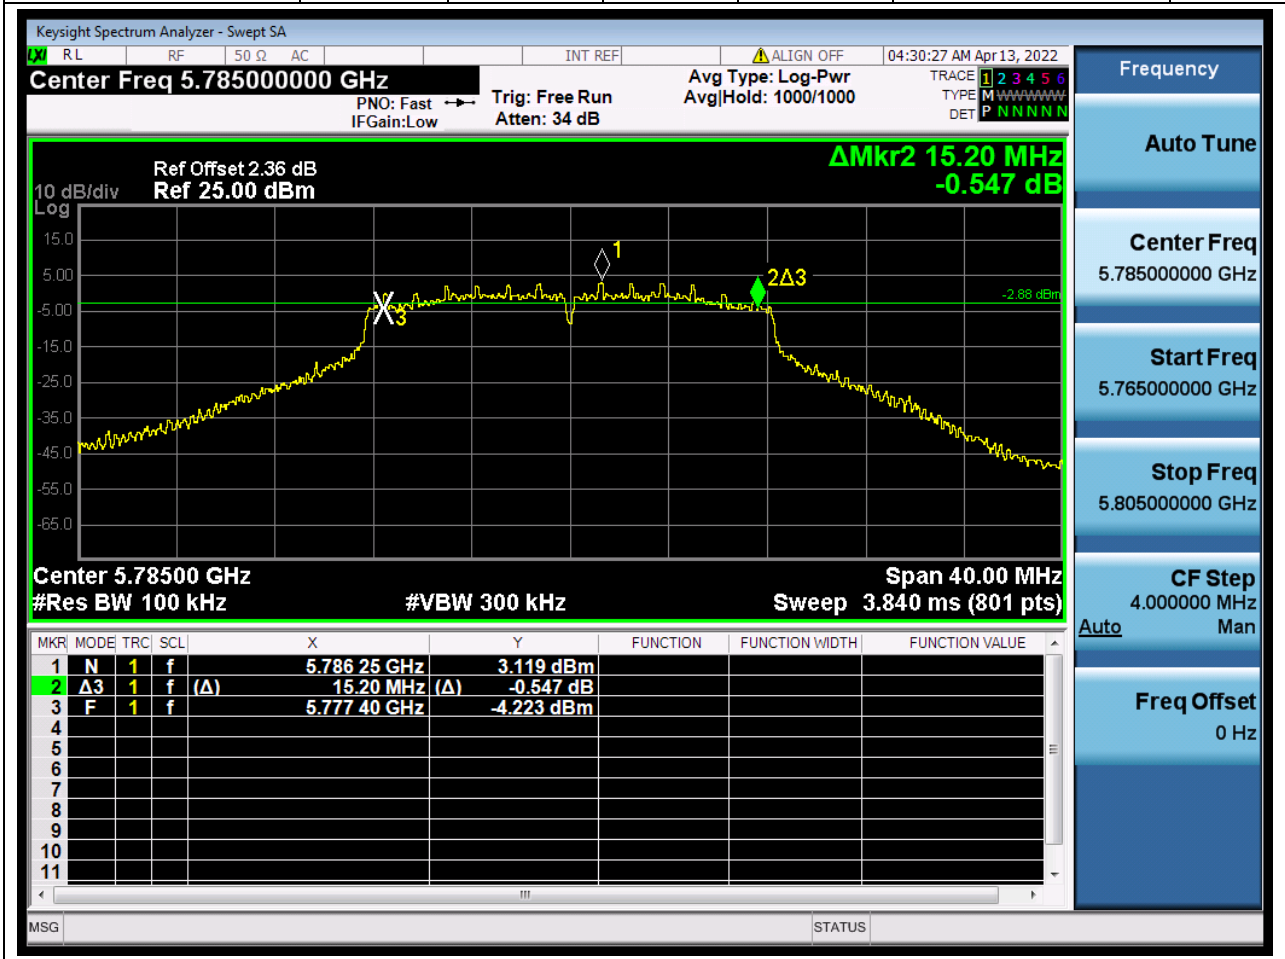 Keysight Spectrum Analyzer - Swept SA
LXI RL RF 50 Ω AC INT REF ALIGN OFF 04:30:27 AM Apr 13, 2022
Center Freq 5.785000000 GHz
PNO: Fast
IFGain:Low
Trig: Free Run
Atten: 34 dB
Avg Type: Log-Pwr
Avg|Hold: 1000/1000
TRACE 1 2 3 4 5 6
TYPE M WWWWW
DET P N N N N N
Frequency
Auto Tune
Center Freq
5.785000000 GHz
Start Freq
5.765000000 GHz
Stop Freq
5.805000000 GHz
CF Step
4.000000 MHz
Auto Man
Freq Offset
0 Hz
ΔMkr2 15.20 MHz
-0.547 dB
Ref Offset 2.36 dB
10 dB/div Ref 25.00 dBm
Log
15.0
5.00
-5.00
-15.0
-25.0
-35.0
-45.0
-55.0
-65.0
1
2Δ3
3
-2.88 dBm
Center 5.78500 GHz Span 40.00 MHz
#Res BW 100 kHz #VBW 300 kHz Sweep 3.840 ms (801 pts)
MKR MODE TRC SCL X Y FUNCTION FUNCTION WIDTH FUNCTION VALUE
1 N 1 f 5.786 25 GHz 3.119 dBm
2 Δ3 1 f (Δ) 15.20 MHz (Δ) -0.547 dB
3 F 1 f 5.777 40 GHz -4.223 dBm
4
5
6
7
8
9
10
11
MSG STATUS